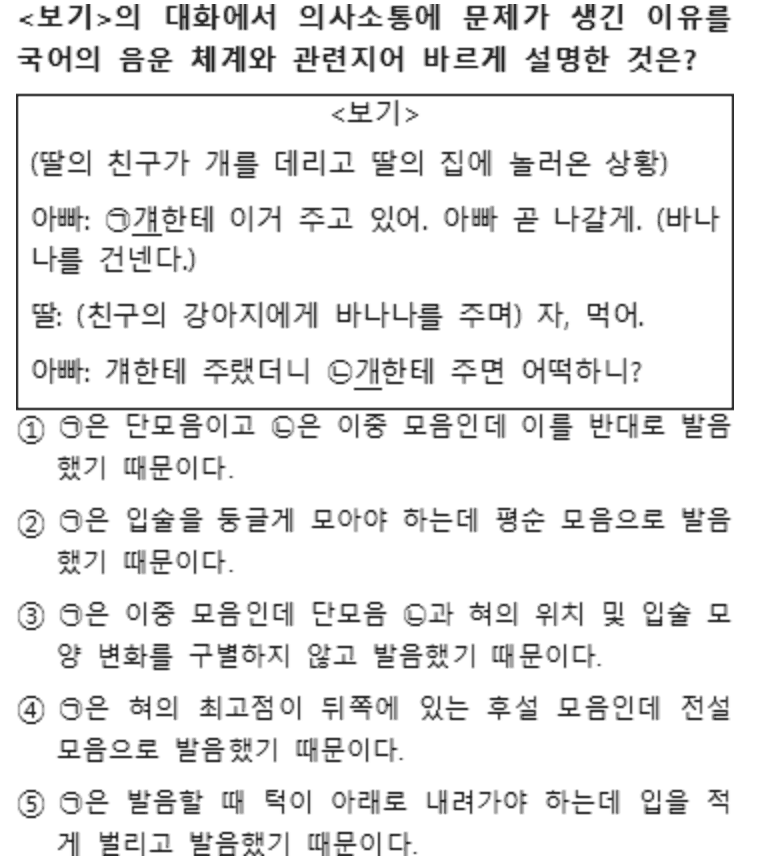 <보기>의 대화에서 의사소통에 문제가 생긴 이유를
국어의 음운 체계와 관련지어 바르게 설명한 것은?
<보기>
(딸의 친구가 개를 데리고 딸의 집에 놀러온 상황)
아빠: ㉠걔한테 이거 주고 있어. 아빠 곧 나갈게. (바나
나를 건넨다.)
딸: (친구의 강아지에게 바나나를 주며) 자, 먹어.
아빠: 걔한테 주랬더니 ㉡개한테 주면 어떡하니?
① ㉠은 단모음이고 ㉡은 이중 모음인데 이를 반대로 발음
했기 때문이다.
② ㉠은 입술을 둥글게 모아야 하는데 평순 모음으로 발음
했기 때문이다.
③ ㉠은 이중 모음인데 단모음 ㉡과 혀의 위치 및 입술 모
양 변화를 구별하지 않고 발음했기 때문이다.
④ ㉠은 혀의 최고점이 뒤쪽에 있는 후설 모음인데 전설
모음으로 발음했기 때문이다.
⑤ ㉠은 발음할 때 턱이 아래로 내려가야 하는데 입을 적
게 벌리고 발음했기 때문이다.